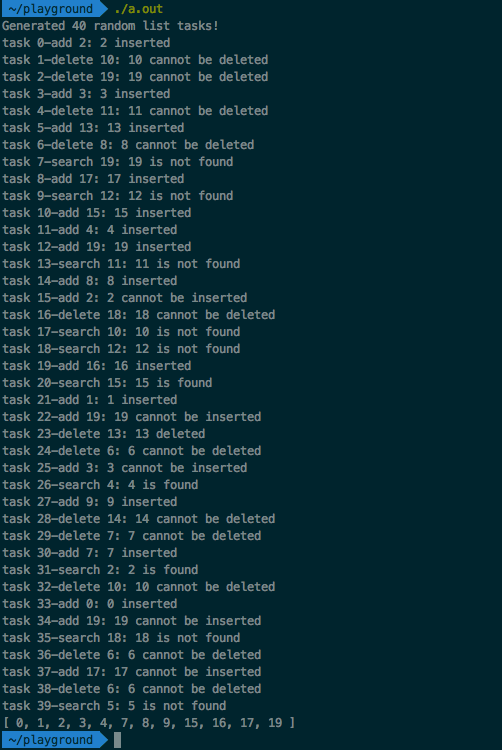 ~/playground ./a.out
Generated 40 random list tasks!
task 0-add 2: 2 inserted
task 1-delete 10: 10 cannot be deleted
task 2-delete 19: 19 cannot be deleted
task 3-add 3: 3 inserted
task 4-delete 11: 11 cannot be deleted
task 5-add 13: 13 inserted
task 6-delete 8: 8 cannot be deleted
task 7-search 19: 19 is not found
task 8-add 17: 17 inserted
task 9-search 12: 12 is not found
task 10-add 15: 15 inserted
task 11-add 4: 4 inserted
task 12-add 19: 19 inserted
task 13-search 11: 11 is not found
task 14-add 8: 8 inserted
task 15-add 2: 2 cannot be inserted
task 16-delete 18: 18 cannot be deleted
task 17-search 10: 10 is not found
task 18-search 12: 12 is not found
task 19-add 16: 16 inserted
task 20-search 15: 15 is found
task 21-add 1: 1 inserted
task 22-add 19: 19 cannot be inserted
task 23-delete 13: 13 deleted
task 24-delete 6: 6 cannot be deleted
task 25-add 3: 3 cannot be inserted
task 26-search 4: 4 is found
task 27-add 9: 9 inserted
task 28-delete 14: 14 cannot be deleted
task 29-delete 7: 7 cannot be deleted
task 30-add 7: 7 inserted
task 31-search 2: 2 is found
task 32-delete 10: 10 cannot be deleted
task 33-add 0: 0 inserted
task 34-add 19: 19 cannot be inserted
task 35-search 18: 18 is not found
task 36-delete 6: 6 cannot be deleted
task 37-add 17: 17 cannot be inserted
task 38-delete 6: 6 cannot be deleted
task 39-search 5: 5 is not found
[ 0, 1, 2, 3, 4, 7, 8, 9, 15, 16, 17, 19 ]
~/playground